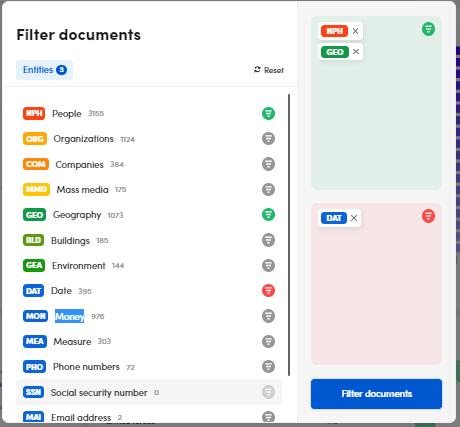 Filter documents
Entities 3
Reset
NPH People 3155
ORG Organizations 1124
COM Companies 384
MMD Mass media 175
GEO Geography 1073
BLD Buildings 185
GEA Environment 144
DAT Date 395
MON Money 976
MEA Measure 303
PHO Phone numbers 72
SSN Social security number 0
MAI Email address 2
NPH
GEO
DAT
Filter documents